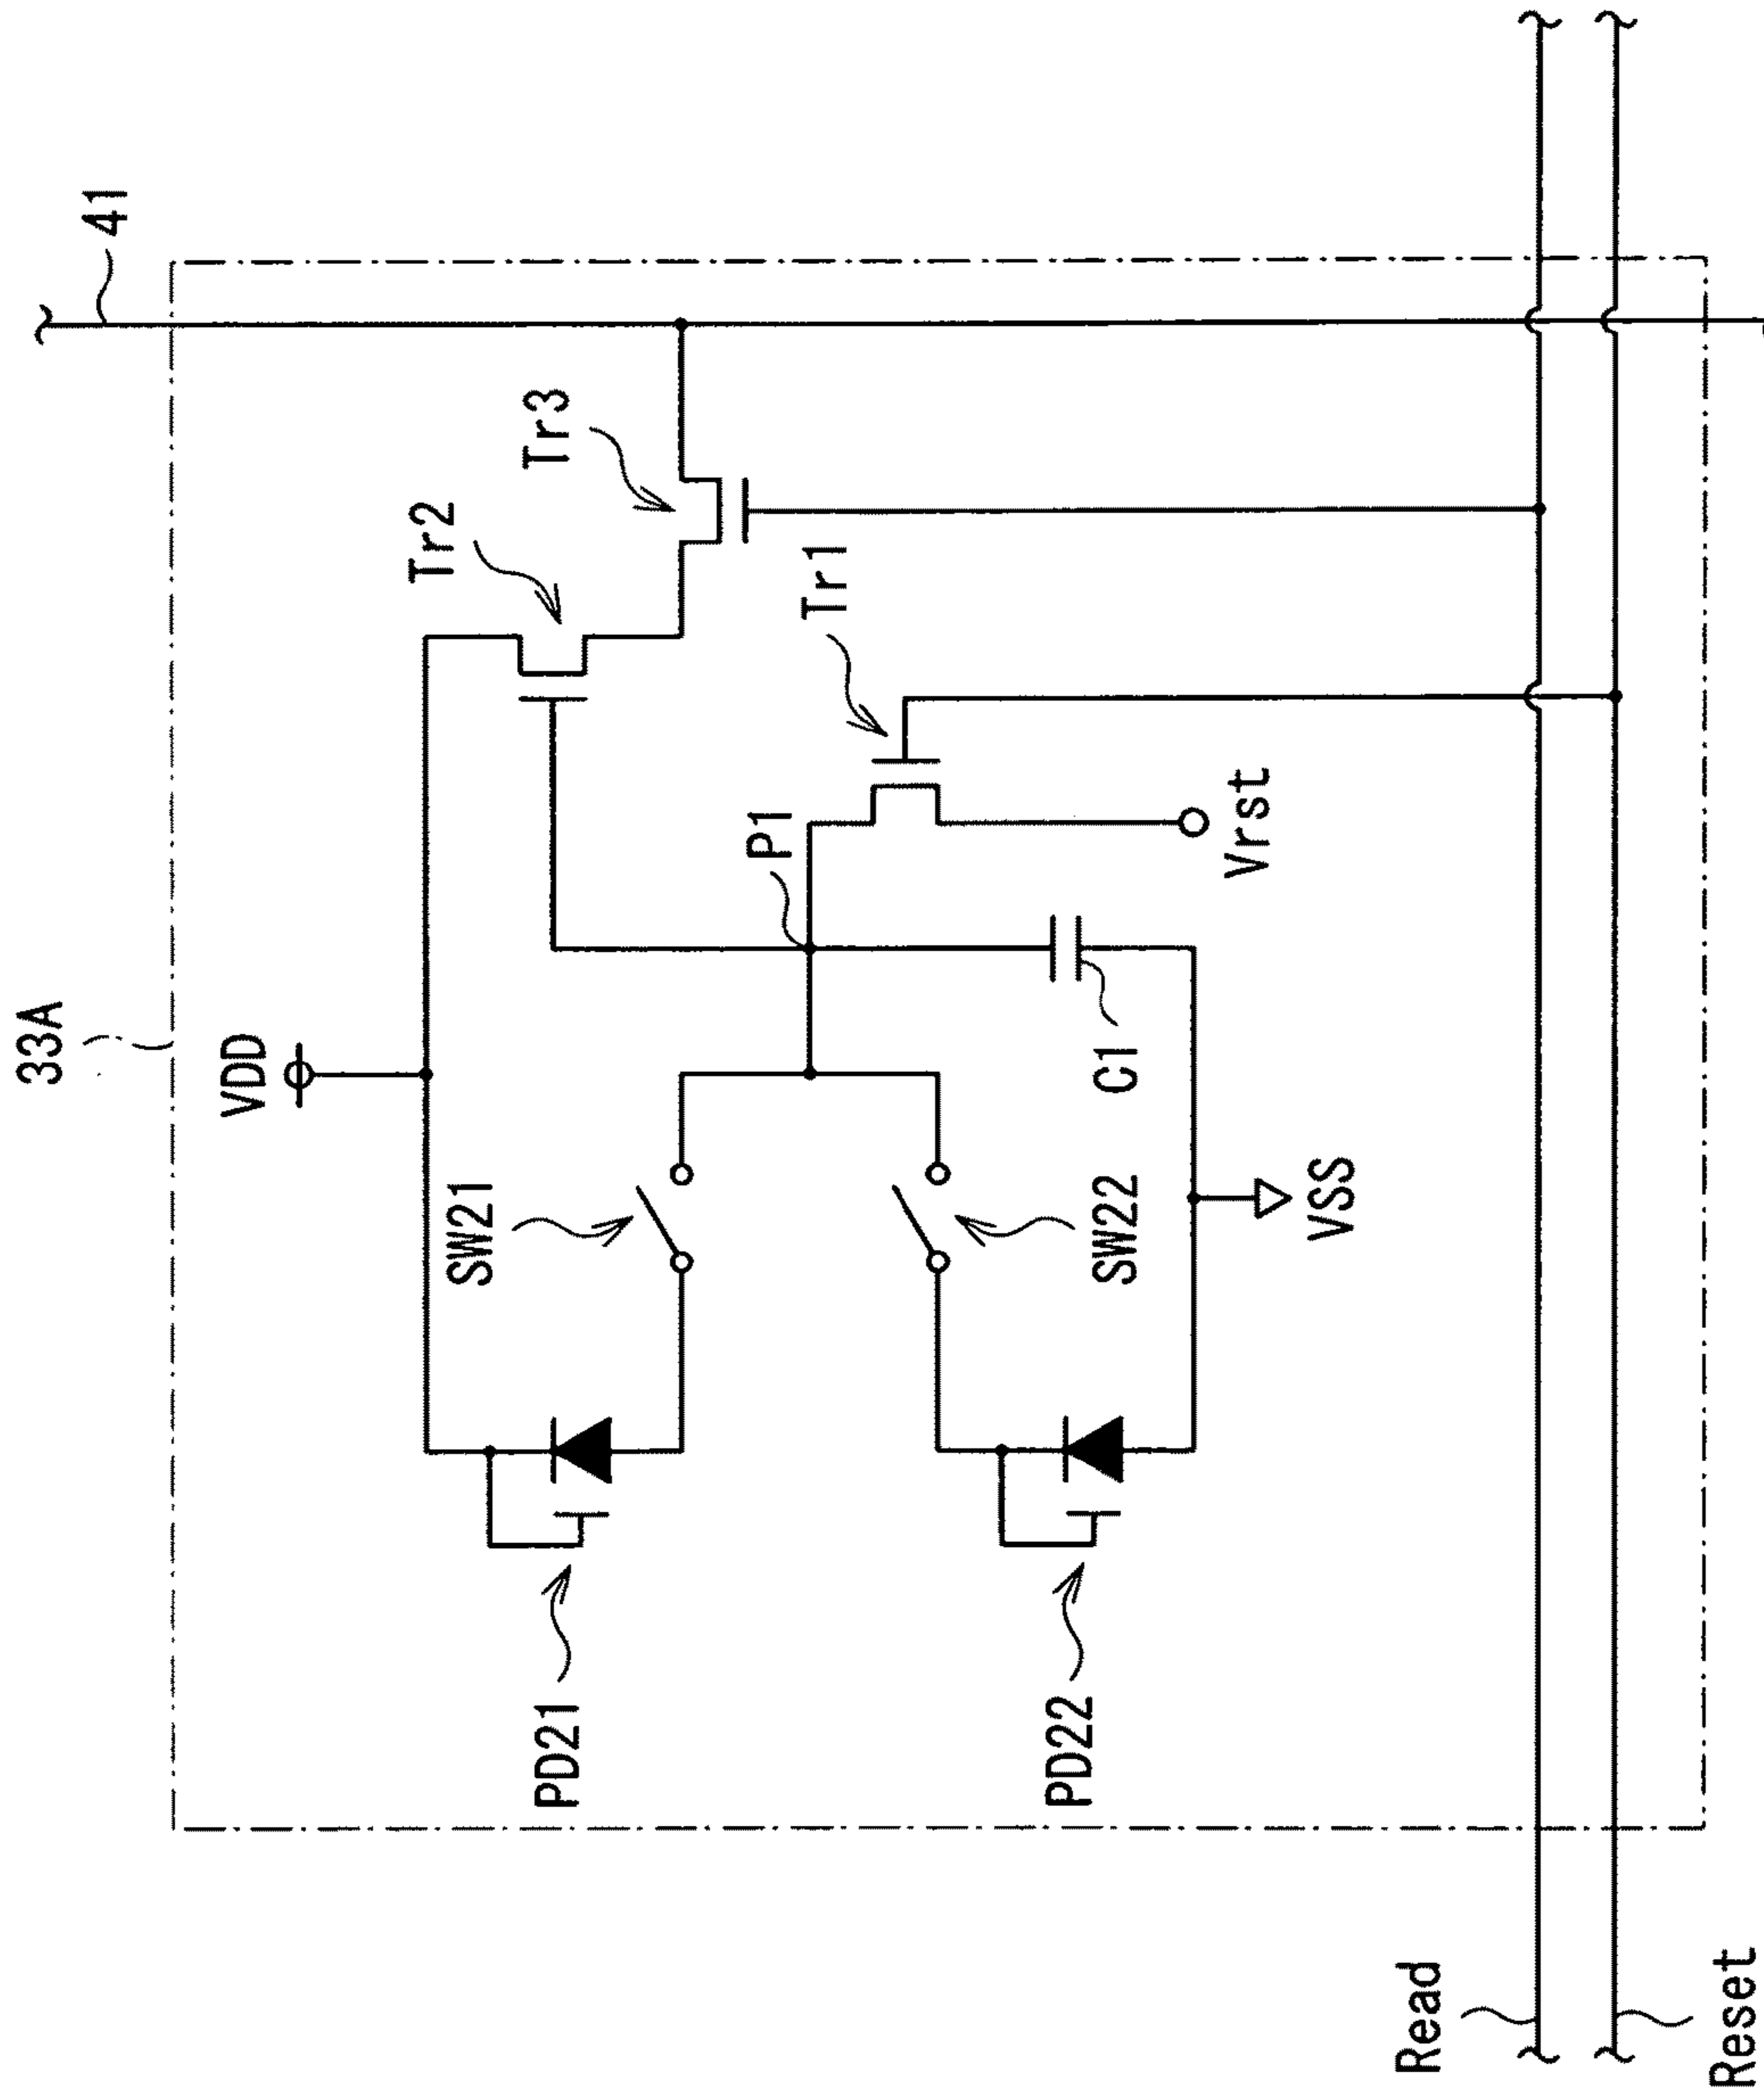 33A
41
VDD
Tr3
Tr2
SW21
Tr1
P1
PD21
SW22
C1
Vrst
PD22
VSS
Read
Reset